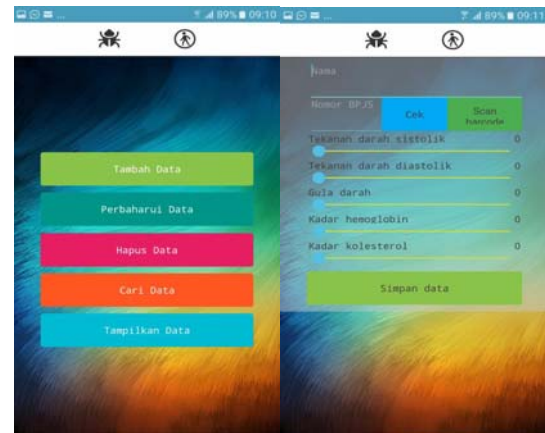 ... 89% 09:10
Tambah Data
Perbaharui Data
Hapus Data
Cari Data
Tampilkan Data
... 89% 09:11
Nama
Nomor BPJS
Cek
Scan
barcode
Tekanan darah sistolik 0
Tekanan darah diastolik 0
Gula darah 0
Kadar hemoglobin 0
Kadar kolesterol 0
Simpan data